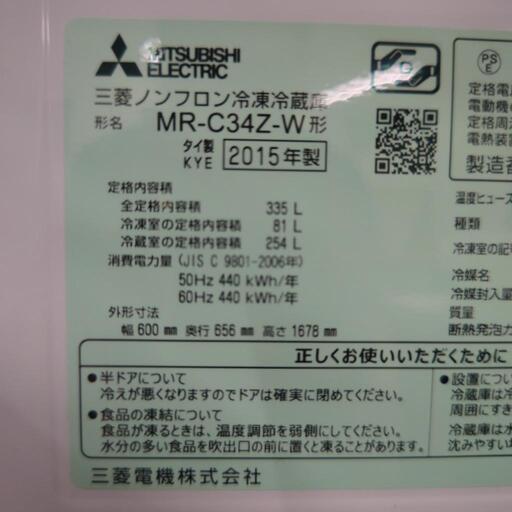 MITSUBISHI
ELECTRIC
三菱ノンフロン冷凍冷蔵庫
形名 MR-C34Z-W形
タイ製
KYE 2015年製
定格内容積
全定格内容積 335 L
冷凍室の定格内容積 81 L
冷蔵室の定格内容積 254 L
消費電力量 (JIS C 9801-2006年)
50Hz 440 kWh/年
60Hz 440 kWh/年
外形寸法
幅 600 mm 奥行 656 mm 高さ 1678 mm
正しくお使いいただくために
●半ドアについて
冷えが悪くなりますのでドアは確実に閉めてください。
●食品の凍結について
食品が凍るときは、温度調節を弱側にしてください。
水分の多い食品を吹出口の前に置くと凍ることがあります。
三菱電機株式会社
G
PS
E
定格電
電動機の
定格周
電熱装置
製造者
温度ヒューズ
種類
冷凍室の記
冷媒名
冷媒封入量
質量
断熱発泡ガ
●設置につい
冷蔵庫は冷
周囲にすき
冷蔵庫は水
沈みやすい